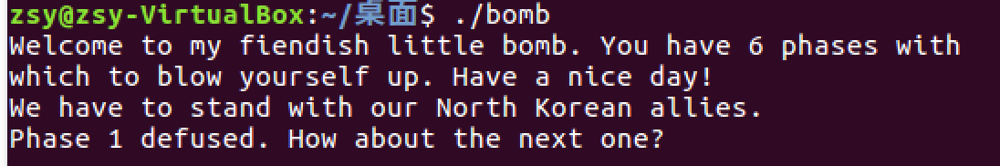 zsy@zsy-VirtualBox:~/桌面$ ./bomb
Welcome to my fiendish little bomb. You have 6 phases with
which to blow yourself up. Have a nice day!
We have to stand with our North Korean allies.
Phase 1 defused. How about the next one?